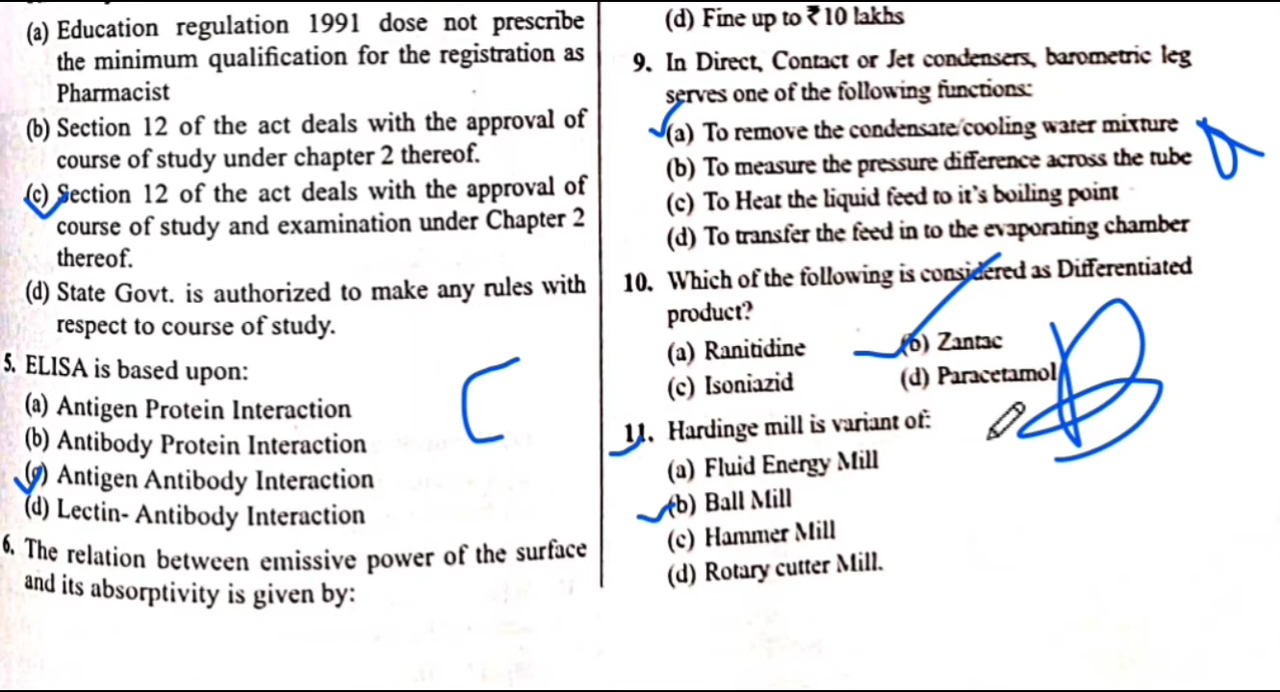 (a) Education regulation 1991 dose not prescribe
the minimum qualification for the registration as
Pharmacist
(b) Section 12 of the act deals with the approval of
course of study under chapter 2 thereof.
(c) Section 12 of the act deals with the approval of
course of study and examination under Chapter 2
thereof.
(d) State Govt. is authorized to make any rules with
respect to course of study.
5. ELISA is based upon:
(a) Antigen Protein Interaction
(b) Antibody Protein Interaction
(c) Antigen Antibody Interaction
(d) Lectin- Antibody Interaction
C
6. The relation between emissive power of the surface
and its absorptivity is given by:
(d) Fine up to ₹10 lakhs
9. In Direct, Contact or Jet condensers, barometric leg
serves one of the following functions:
(a) To remove the condensate/cooling water mixture
(b) To measure the pressure difference across the tube
(c) To Heat the liquid feed to it's boiling point
(d) To transfer the feed in to the evaporating chamber
10. Which of the following is considered as Differentiated
product?
(a) Ranitidine (b) Zantac
(c) Isoniazid (d) Paracetamol
B
11. Hardinge mill is variant of:
(a) Fluid Energy Mill
(b) Ball Mill
(c) Hammer Mill
(d) Rotary cutter Mill.